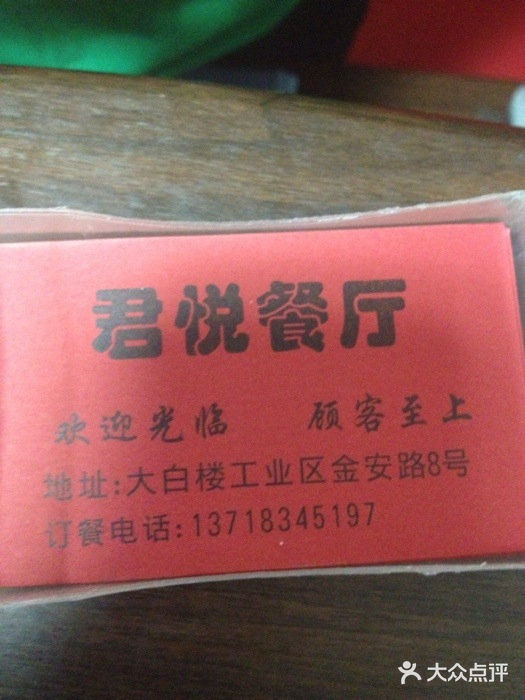 君悦餐厅
欢迎光临 顾客至上
地址:大白楼工业区金安路8号
订餐电话:13718345197
大众点评